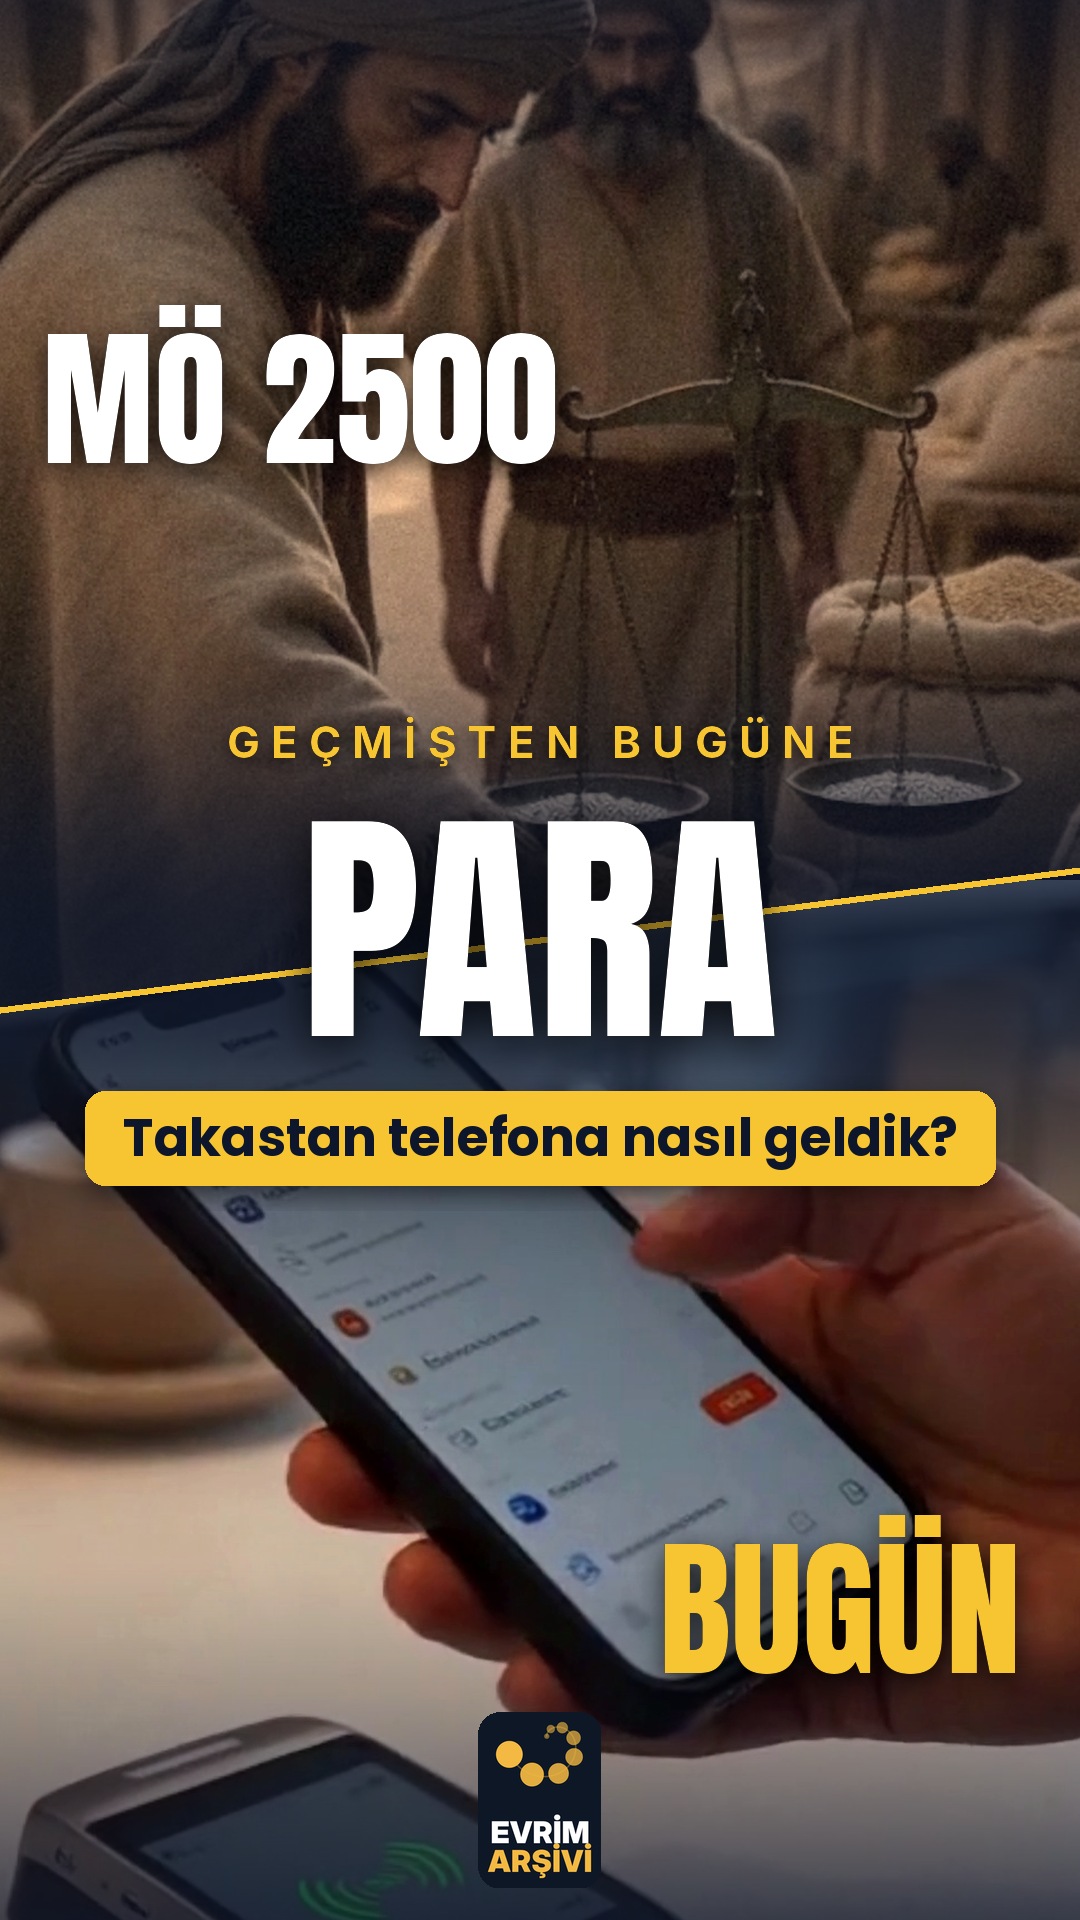 MÖ 2500
GEÇMİŞTEN BUGÜNE
PARA
Takastan telefona nasıl geldik?
BUGÜN
EVRİM
ARŞİVİ